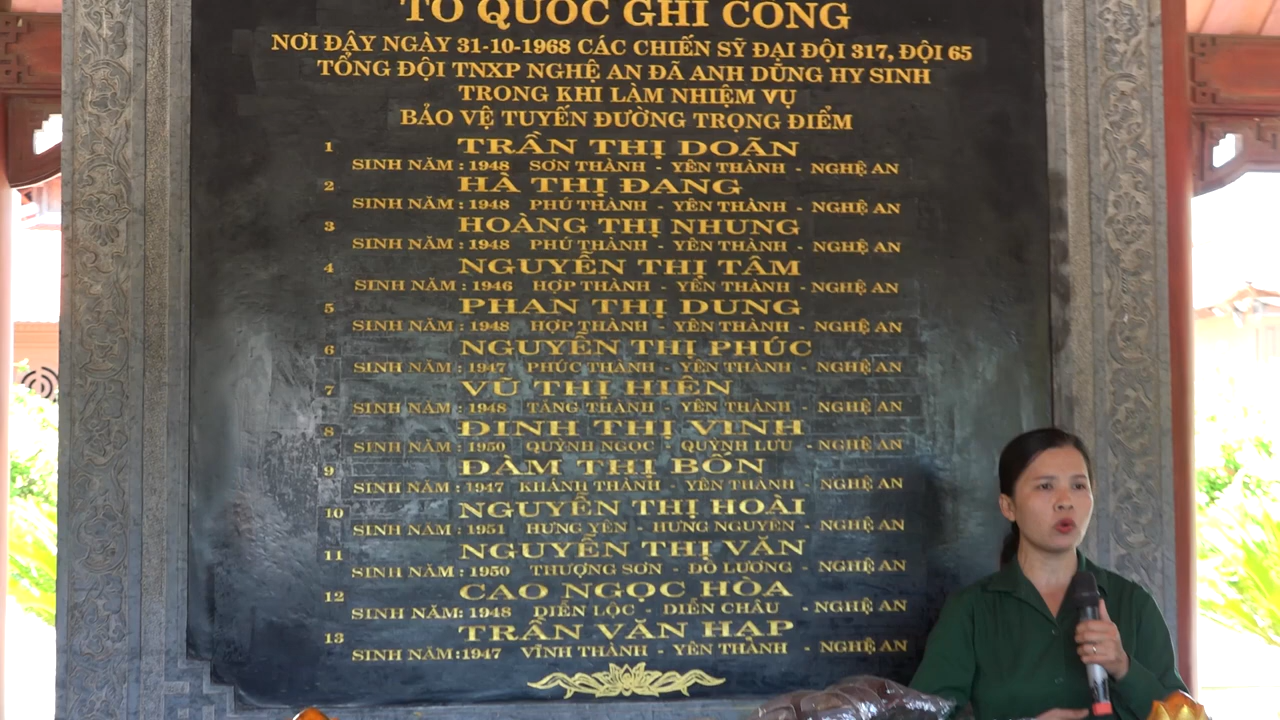 TỔ QUỐC GHI CÔNG
NƠI ĐÂY NGÀY 31-10-1968 CÁC CHIẾN SỸ ĐẠI ĐỘI 317, ĐỘI 65
TỔNG ĐỘI TNXP NGHỆ AN ĐÃ ANH DŨNG HY SINH
TRONG KHI LÀM NHIỆM VỤ
BẢO VỆ TUYẾN ĐƯỜNG TRỌNG ĐIỂM
1 TRẦN THỊ DOÃN
SINH NĂM : 1948 SƠN THÀNH - YÊN THÀNH - NGHỆ AN
2 HÀ THỊ ĐANG
SINH NĂM : 1948 PHÚ THÀNH - YÊN THÀNH - NGHỆ AN
3 HOÀNG THỊ NHUNG
SINH NĂM : 1948 PHÚ THÀNH - YÊN THÀNH - NGHỆ AN
4 NGUYỄN THỊ TÂM
SINH NĂM : 1946 HỢP THÀNH - YÊN THÀNH - NGHỆ AN
5 PHAN THỊ DUNG
SINH NĂM : 1948 HỢP THÀNH - YÊN THÀNH - NGHỆ AN
6 NGUYỄN THỊ PHÚC
SINH NĂM : 1947 PHÚC THÀNH - YÊN THÀNH - NGHỆ AN
7 VŨ THỊ HIÊN
SINH NĂM : 1948 TĂNG THÀNH - YÊN THÀNH - NGHỆ AN
8 ĐINH THỊ VINH
SINH NĂM : 1950 QUỲNH NGỌC - QUỲNH LƯU - NGHỆ AN
9 ĐÀM THỊ BỐN
SINH NĂM : 1947 KHÁNH THÀNH - YÊN THÀNH - NGHỆ AN
10 NGUYỄN THỊ HOÀI
SINH NĂM : 1951 HƯNG YÊN - HƯNG NGUYÊN - NGHỆ AN
11 NGUYỄN THỊ VĂN
SINH NĂM : 1950 THƯỢNG SƠN - ĐÔ LƯƠNG - NGHỆ AN
12 CAO NGỌC HÒA
SINH NĂM: 1948 DIỄN LỘC - DIỄN CHÂU - NGHỆ AN
13 TRẦN VĂN HẠP
SINH NĂM :1947 VĨNH THÀNH - YÊN THÀNH - NGHỆ AN